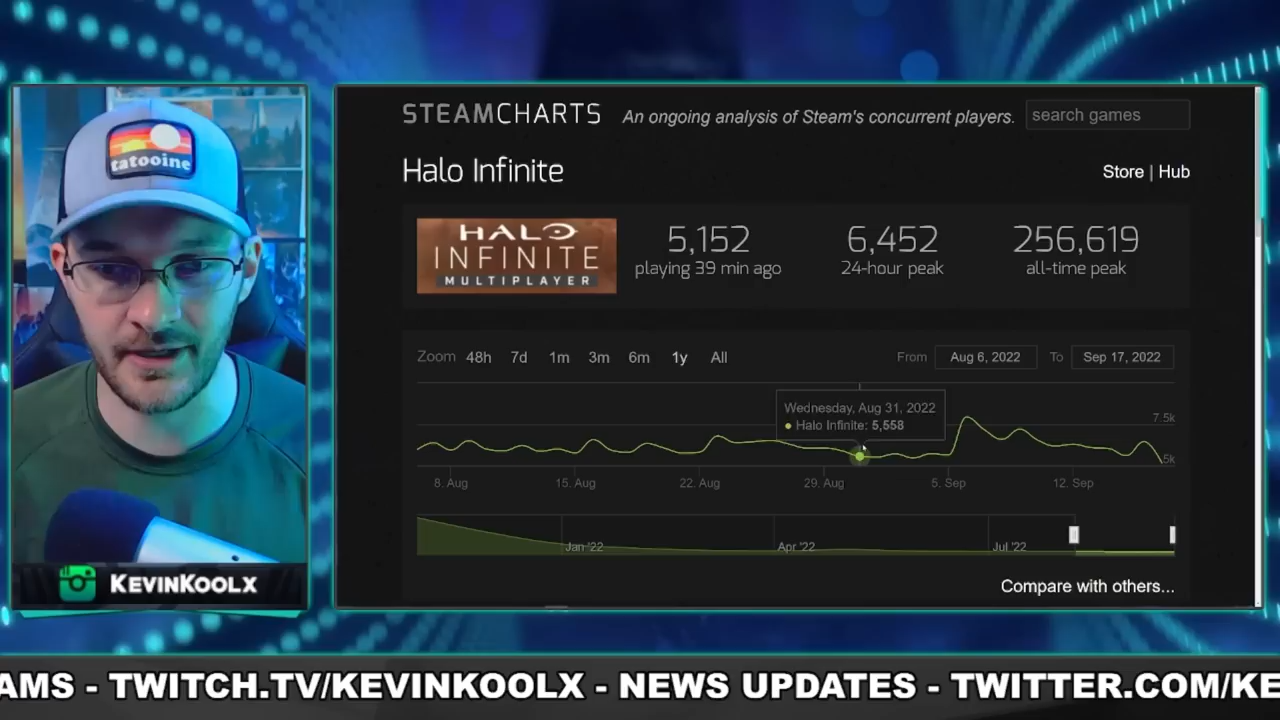 tatooine
KEVINKOOLX
STEAMCHARTS
An ongoing analysis of Steam's concurrent players.
search games
Halo Infinite
Store | Hub
HALO
INFINITE
MULTIPLAYER
5,152
playing 39 min ago
6,452
24-hour peak
256,619
all-time peak
Zoom 48h 7d 1m 3m 6m 1y All
From Aug 6, 2022 To Sep 17, 2022
Wednesday, Aug 31, 2022
Halo Infinite: 5,558
7.5k
5k
8. Aug 15. Aug 22. Aug 29. Aug 5. Sep 12. Sep
Jan '22 Apr '22 Jul '22
Compare with others...
AMS - TWITCH.TV/KEVINKOOLX - NEWS UPDATES - TWITTER.COM/KE